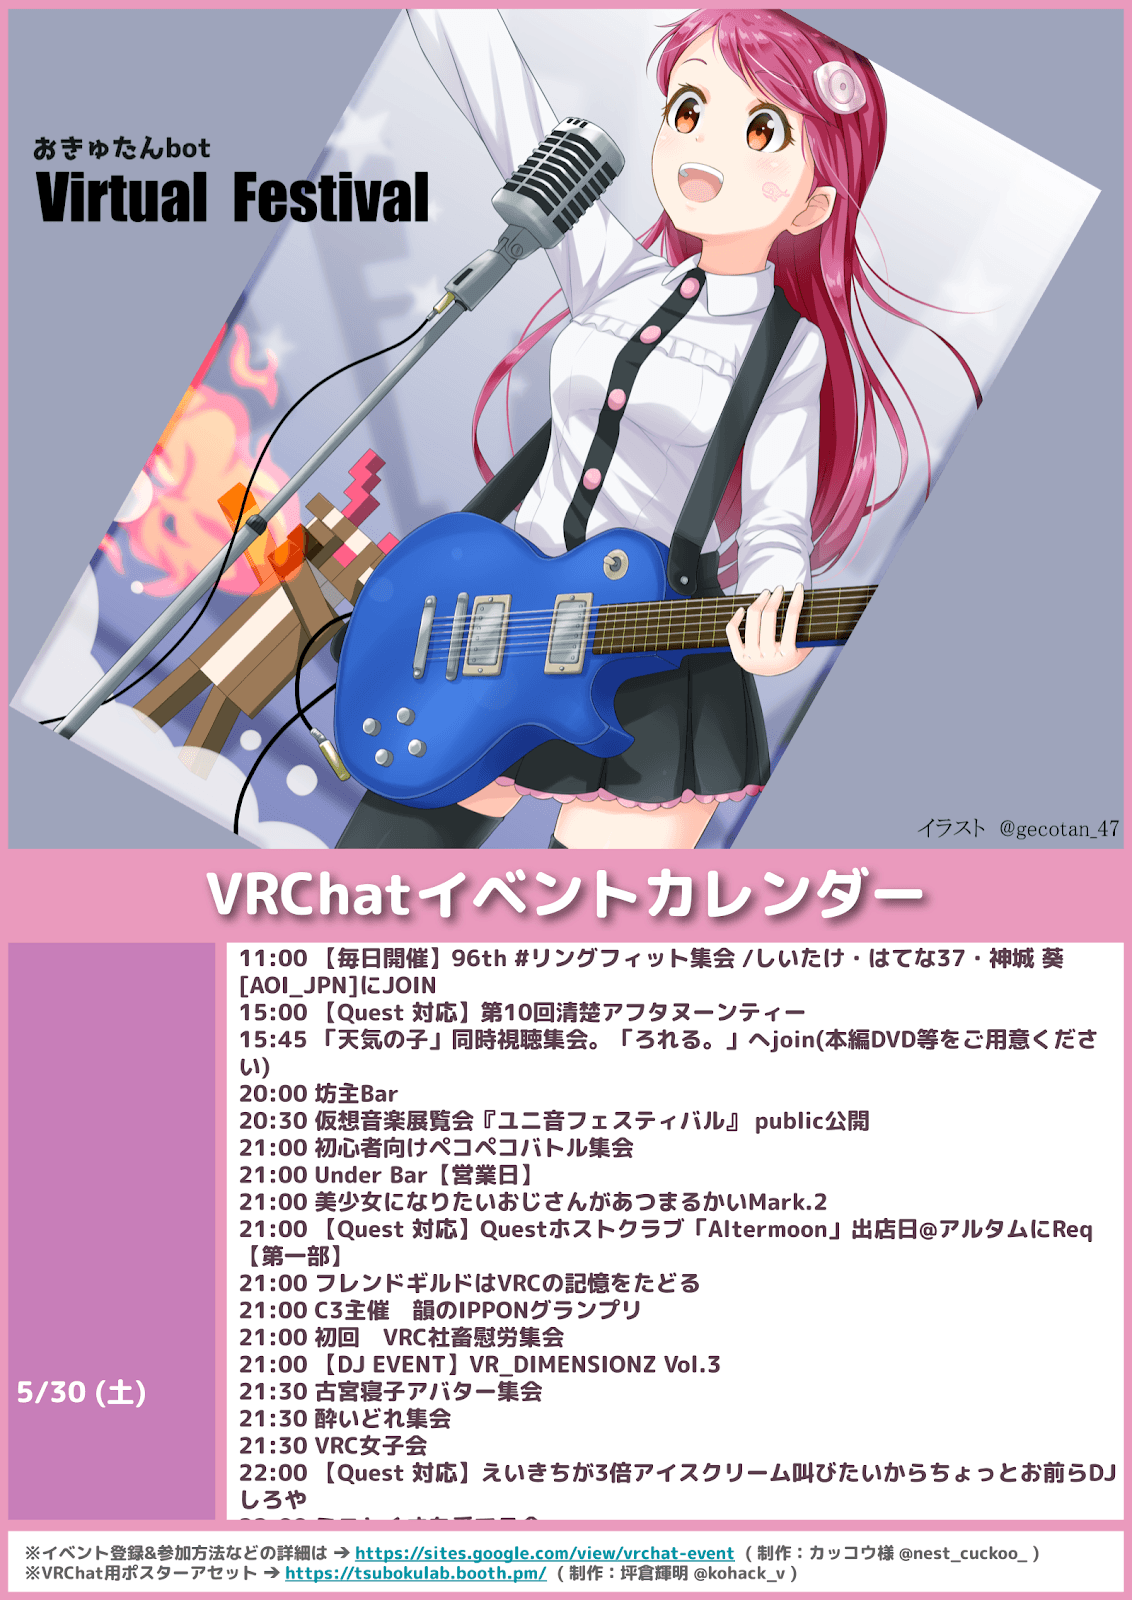 おきゅたんbot
Virtual Festival
イラスト @gecotan_47
VRChatイベントカレンダー
5/30 (土)
11:00 【毎日開催】96th #リングフィット集会 /しいたけ・はてな37・神城 葵
[AOI_JPN]にJOIN
15:00 【Quest 対応】第10回清楚アフタヌーンティー
15:45 「天気の子」同時視聴集会。「ろれる。」へjoin(本編DVD等をご用意くださ
い)
20:00 坊主Bar
20:30 仮想音楽展覧会『ユニ音フェスティバル』 public公開
21:00 初心者向けペコペコバトル集会
21:00 Under Bar【営業日】
21:00 美少女になりたいおじさんがあつまるかいMark.2
21:00 【Quest 対応】Questホストクラブ「Altermoon」出店日@アルタムにReq
【第一部】
21:00 フレンドギルドはVRCの記憶をたどる
21:00 C3主催　韻のIPPONグランプリ
21:00 初回　VRC社畜慰労集会
21:00 【DJ EVENT】VR_DIMENSIONZ Vol.3
21:30 古宮寝子アバター集会
21:30 酔いどれ集会
21:30 VRC女子会
22:00 【Quest 対応】えいきちが3倍アイスクリーム叫びたいからちょっとお前らDJ
しろや
※イベント登録&参加方法などの詳細は ➔ https://sites.google.com/view/vrchat-event ( 制作：カッコウ様 @nest_cuckoo_ )
※VRChat用ポスターアセット ➔ https://tsubokulab.booth.pm/ ( 制作：坪倉輝明 @kohack_v )